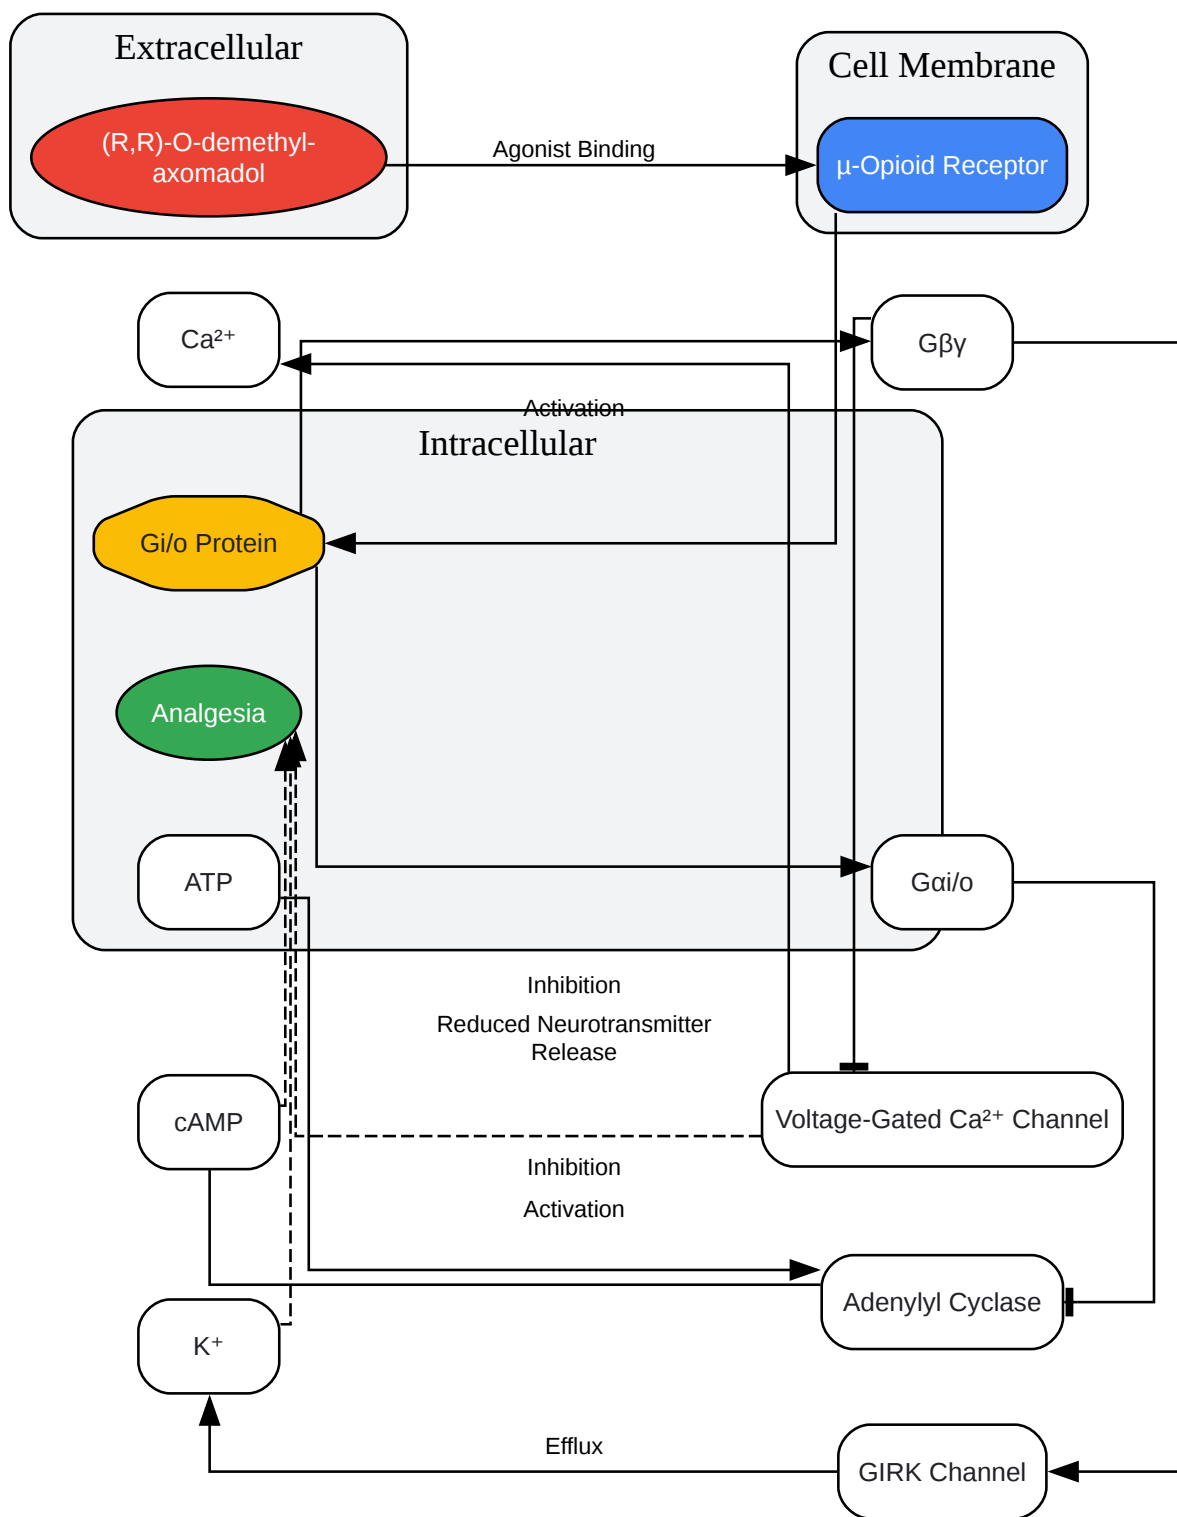 Extracellular
Cell Membrane
(R,R)-O-demethyl-
axomadol
Agonist Binding
µ-Opioid Receptor
Ca²⁺
Gβγ
Activation
Intracellular
Gi/o Protein
Analgesia
ATP
Gαi/o
Inhibition
Reduced Neurotransmitter
Release
cAMP
Voltage-Gated Ca²⁺ Channel
Inhibition
Activation
Adenylyl Cyclase
K⁺
Efflux
GIRK Channel